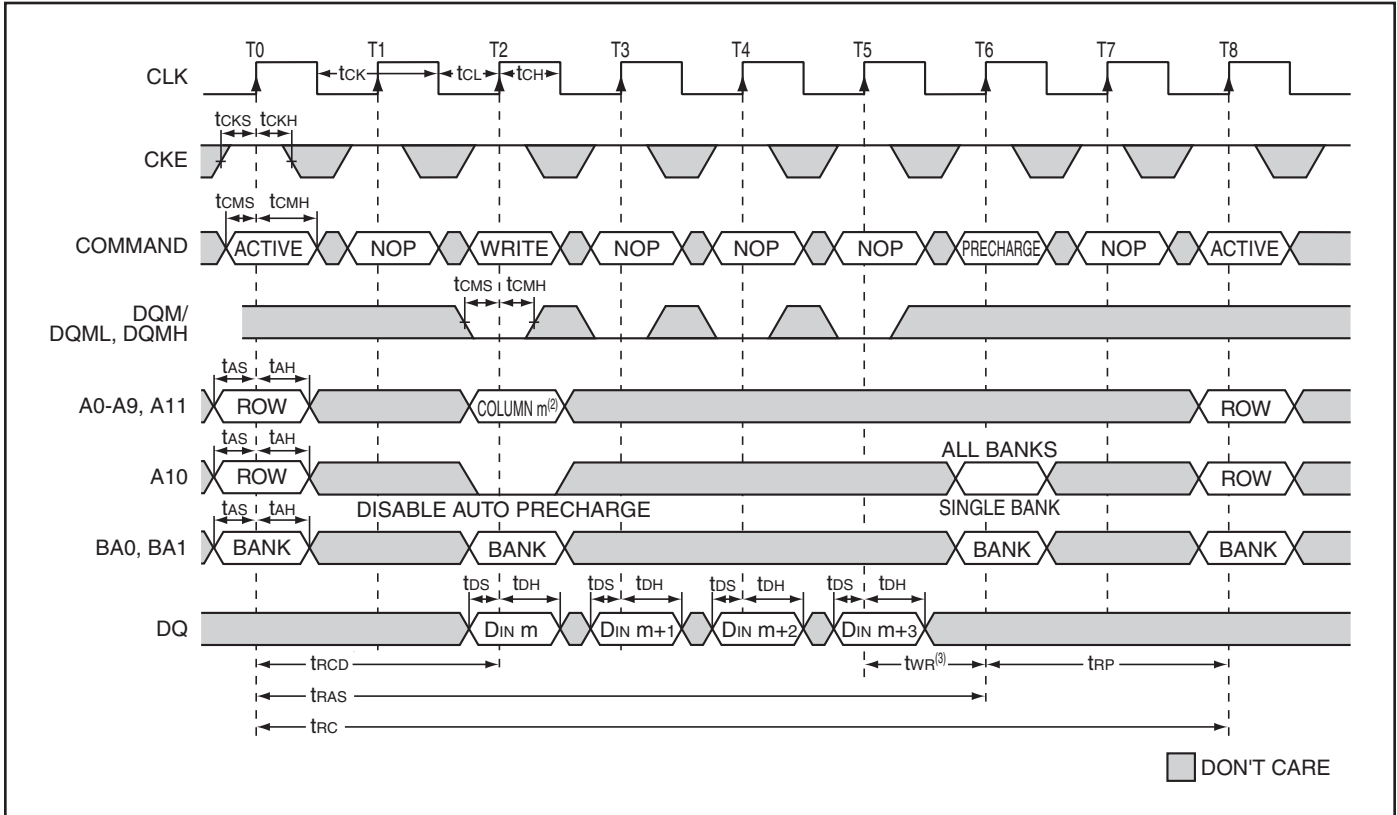 T0 T1 T2 T3 T4 T5 T6 T7 T8
CLK tCK tCL tCH
tCKS tCKH
CKE
tCMS tCMH
COMMAND ACTIVE NOP WRITE NOP NOP NOP PRECHARGE NOP ACTIVE
tCMS tCMH
DQM/
DQML, DQMH
tAS tAH
A0-A9, A11 ROW COLUMN m(2) ROW
tAS tAH ALL BANKS
A10 ROW ROW
tAS tAH DISABLE AUTO PRECHARGE SINGLE BANK
BA0, BA1 BANK BANK BANK BANK
tDS tDH tDS tDH tDS tDH tDS tDH
DQ DIN m DIN m+1 DIN m+2 DIN m+3
tRCD tWR(3) tRP
tRAS
tRC
DON'T CARE